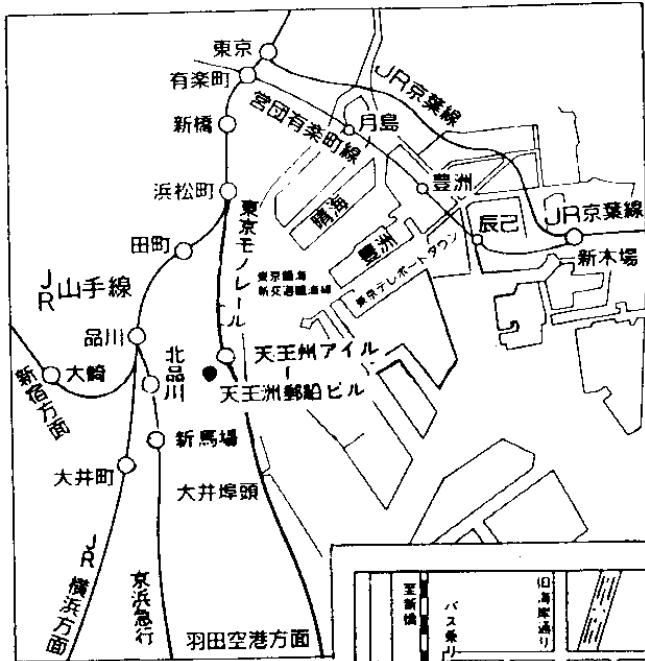 東京
有楽町
新橋
浜松町
田町
JR山手線
品川
大崎
新宿方面
北品川
新馬場
大井町
JR横浜方面
京浜急行
羽田空港方面
大井埠頭
東京モノレール
天王州アイル
天王洲郵船ビル
営団有楽町線
月島
豊洲
辰己
新木場
JR京葉線
JR京葉線
晴海
豊洲
東京テレポートタウン
東京臨海
至新橋
バス乗り
旧海岸通り